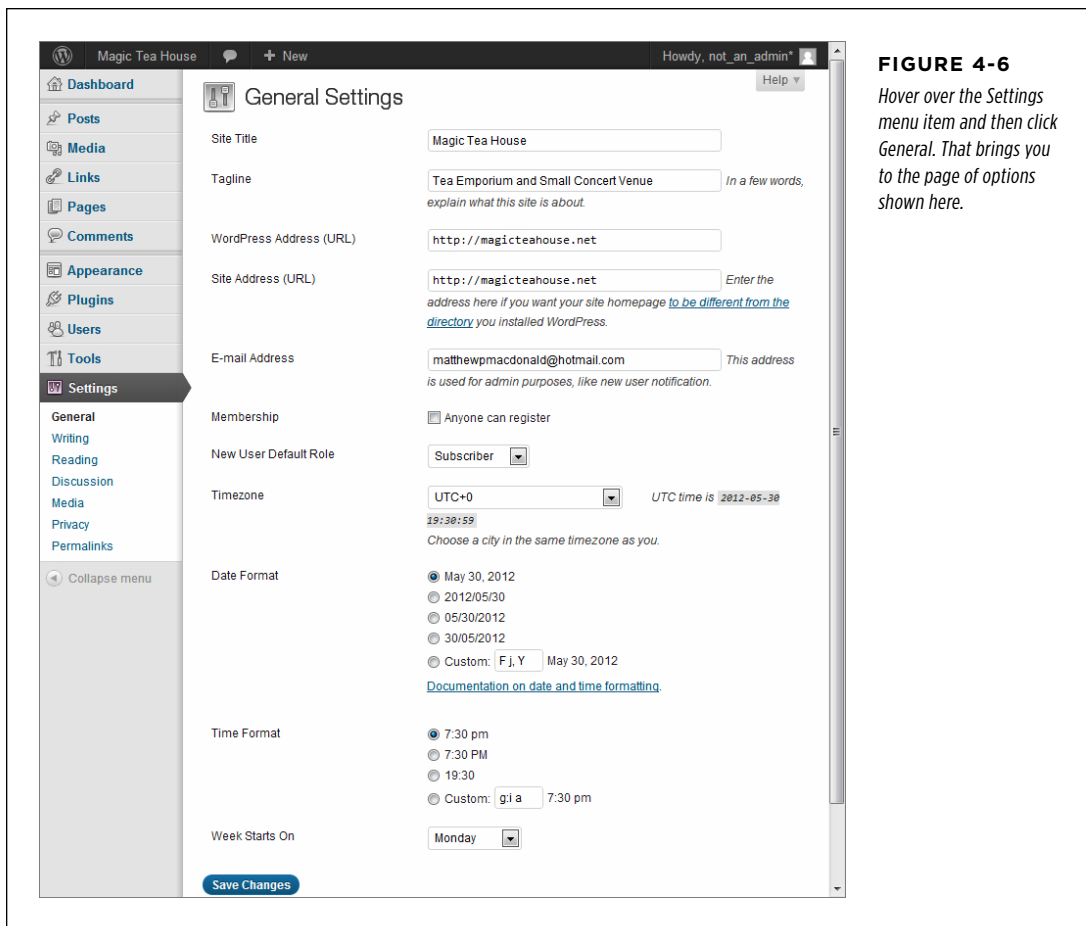 Magic Tea House + New Howdy, not_an_admin*
Help
Dashboard
Posts
Media
Links
Pages
Comments
Appearance
Plugins
Users
Tools
Settings
General
Writing
Reading
Discussion
Media
Privacy
Permalinks
Collapse menu
General Settings
Site Title Magic Tea House
Tagline Tea Emporium and Small Concert Venue In a few words,
explain what this site is about.
WordPress Address (URL) http://magicteahouse.net
Site Address (URL) http://magicteahouse.net Enter the
address here if you want your site homepage to be different from the
directory you installed WordPress.
E-mail Address matthewpmacdonald@hotmail.com This address
is used for admin purposes, like new user notification.
Membership Anyone can register
New User Default Role Subscriber
Timezone UTC+0 UTC time is 2012-05-30
19:30:59
Choose a city in the same timezone as you.
Date Format May 30, 2012
2012/05/30
05/30/2012
30/05/2012
Custom: F j, Y May 30, 2012
Documentation on date and time formatting.
Time Format 7:30 pm
7:30 PM
19:30
Custom: g:i a 7:30 pm
Week Starts On Monday
Save Changes
FIGURE 4-6
Hover over the Settings
menu item and then click
General. That brings you
to the page of options
shown here.